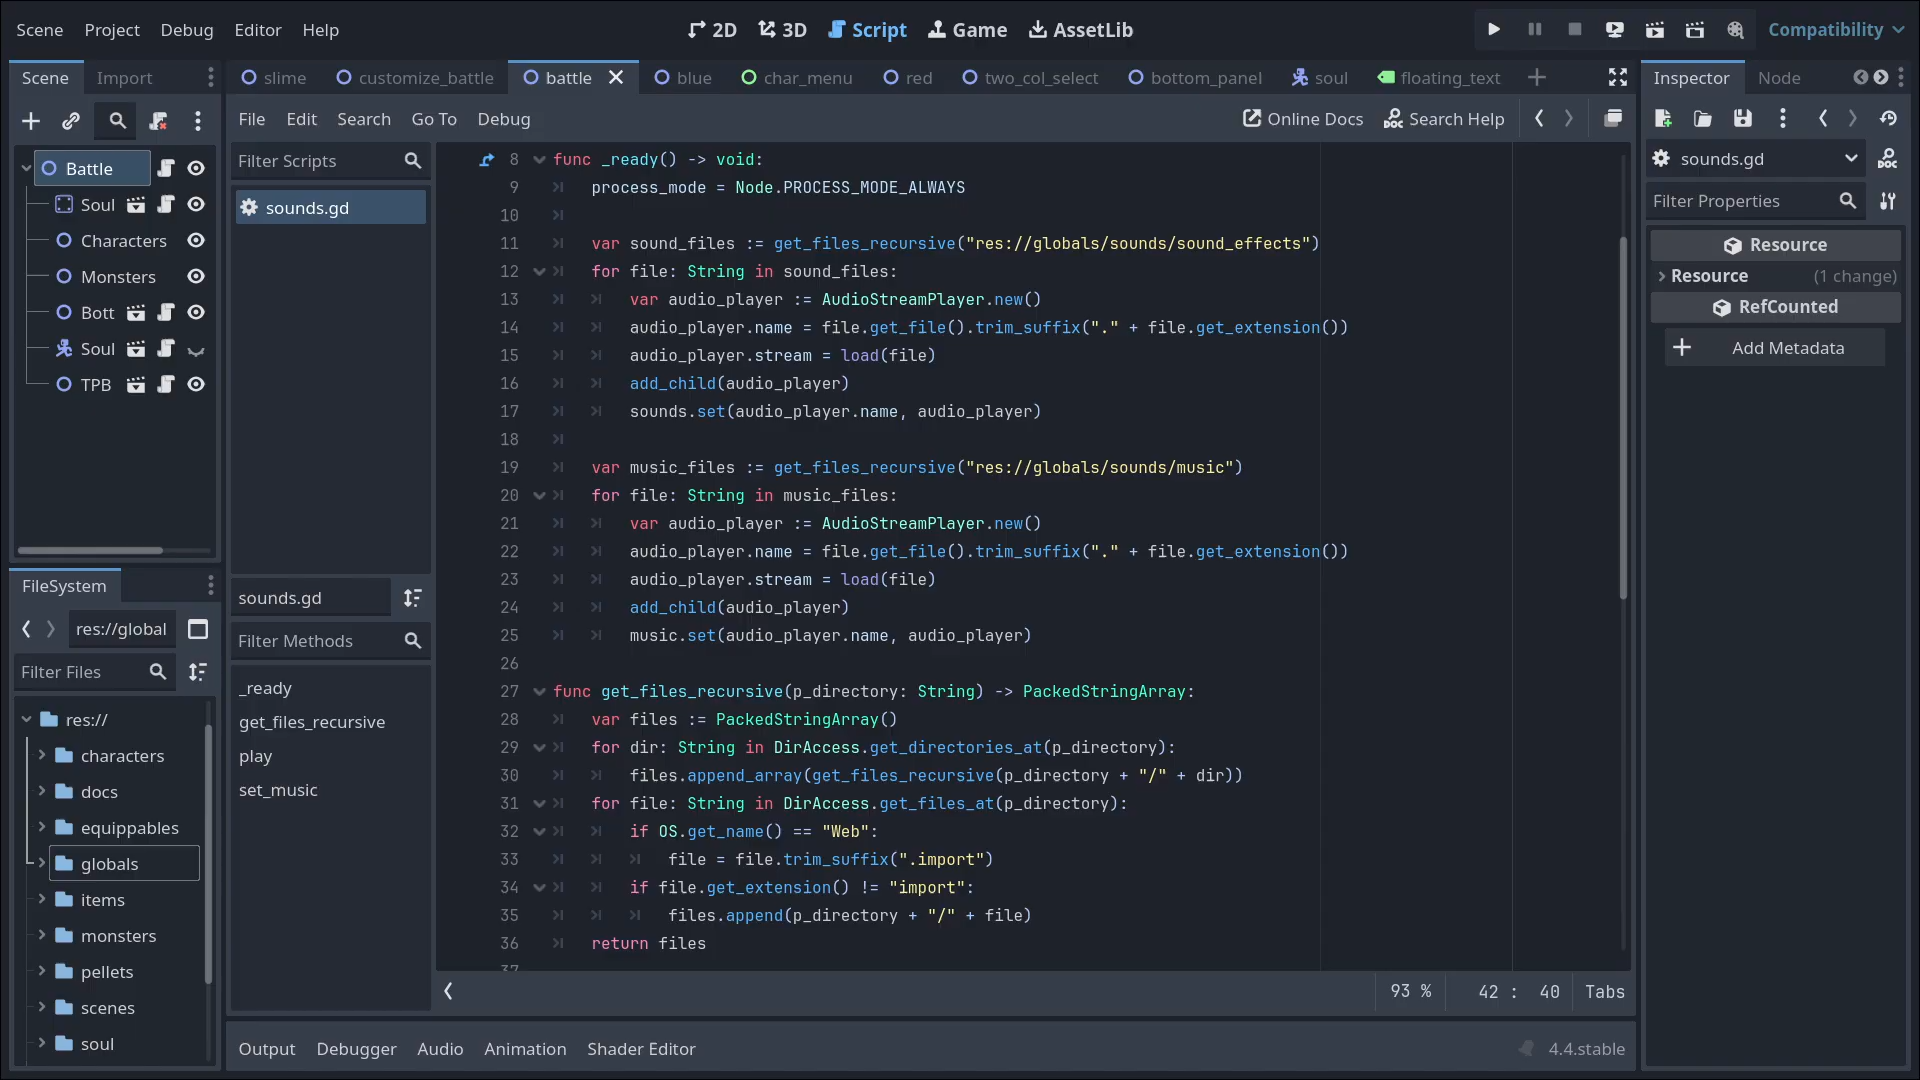 Scene Project Debug Editor Help
2D 3D Script Game AssetLib
Compatibility
Scene Import
slime customize_battle battle blue char_menu red two_col_select bottom_panel soul floating_text
Inspector Node
File Edit Search Go To Debug
Online Docs Search Help
Battle
Soul
Characters
Monsters
Bott
Soul
TPB
FileSystem
res://global
Filter Files
res://
characters
docs
equippables
globals
items
monsters
pellets
scenes
soul
Filter Scripts
sounds.gd
sounds.gd
Filter Methods
_ready
get_files_recursive
play
set_music
8 func _ready() -> void:
9 process_mode = Node.PROCESS_MODE_ALWAYS
10
11 var sound_files := get_files_recursive("res://globals/sounds/sound_effects")
12 for file: String in sound_files:
13 var audio_player := AudioStreamPlayer.new()
14 audio_player.name = file.get_file().trim_suffix("." + file.get_extension())
15 audio_player.stream = load(file)
16 add_child(audio_player)
17 sounds.set(audio_player.name, audio_player)
18
19 var music_files := get_files_recursive("res://globals/sounds/music")
20 for file: String in music_files:
21 var audio_player := AudioStreamPlayer.new()
22 audio_player.name = file.get_file().trim_suffix("." + file.get_extension())
23 audio_player.stream = load(file)
24 add_child(audio_player)
25 music.set(audio_player.name, audio_player)
26
27 func get_files_recursive(p_directory: String) -> PackedStringArray:
28 var files := PackedStringArray()
29 for dir: String in DirAccess.get_directories_at(p_directory):
30 files.append_array(get_files_recursive(p_directory + "/" + dir))
31 for file: String in DirAccess.get_files_at(p_directory):
32 if OS.get_name() == "Web":
33 file = file.trim_suffix(".import")
34 if file.get_extension() != "import":
35 files.append(p_directory + "/" + file)
36 return files
37
93 % 42 : 40 Tabs
Output Debugger Audio Animation Shader Editor
4.4.stable
sounds.gd
Filter Properties
Resource
Resource (1 change)
RefCounted
Add Metadata